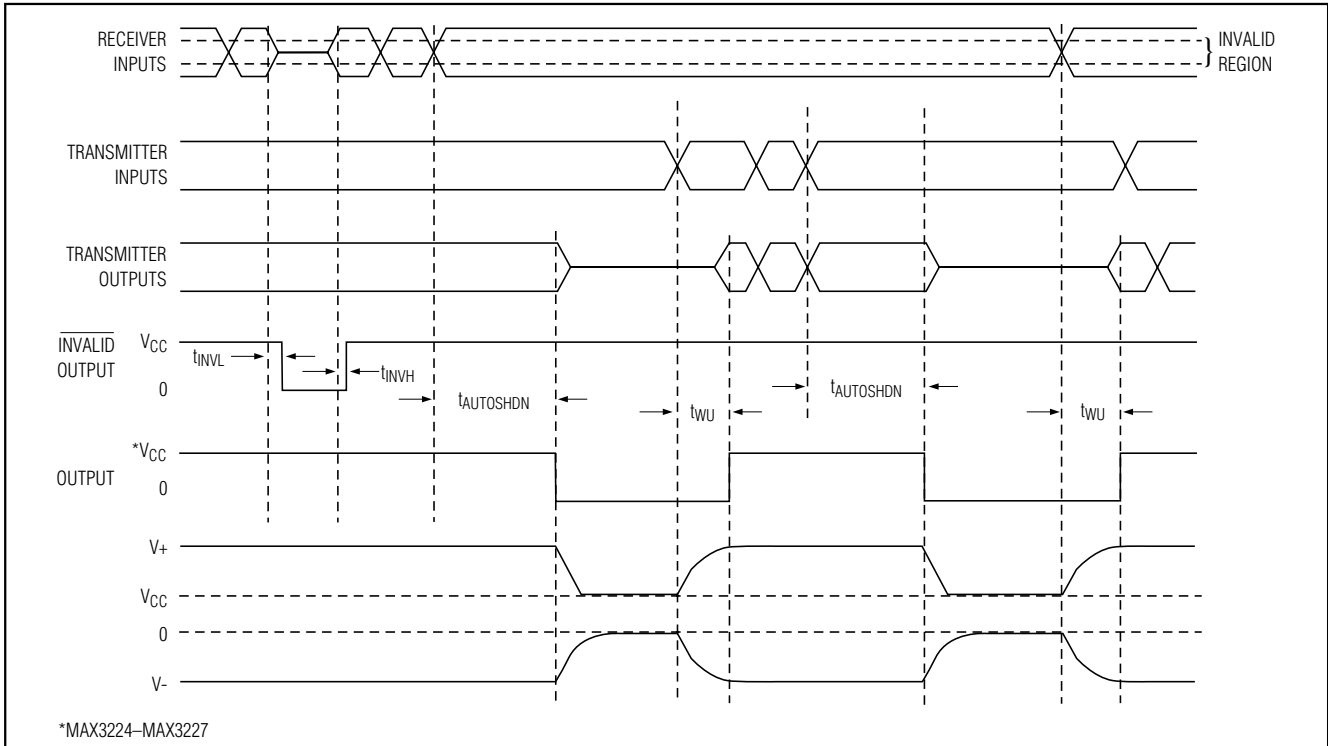 RECEIVER
INPUTS
} INVALID
REGION
TRANSMITTER
INPUTS
TRANSMITTER
OUTPUTS
INVALID
OUTPUT
VCC
0
tINVL
tINVH
tAUTOSHDN
tWU
tAUTOSHDN
tWU
OUTPUT
*VCC
0
V+
VCC
0
V-
*MAX3224–MAX3227